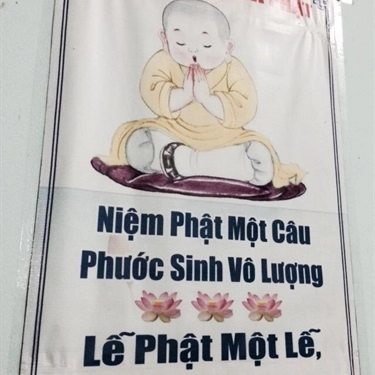 Niệm Phật Một Câu
Phước Sinh Vô Lượng
Lễ Phật Một Lễ,